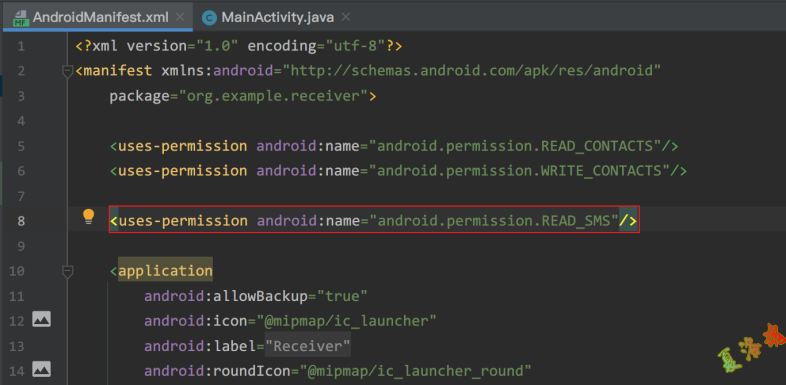 AndroidManifest.xml MainActivity.java
1 <?xml version="1.0" encoding="utf-8"?>
2 <manifest xmlns:android="http://schemas.android.com/apk/res/android"
3 package="org.example.receiver">
4
5 <uses-permission android:name="android.permission.READ_CONTACTS"/>
6 <uses-permission android:name="android.permission.WRITE_CONTACTS"/>
7
8 <uses-permission android:name="android.permission.READ_SMS"/>
9
10 <application
11 android:allowBackup="true"
12 android:icon="@mipmap/ic_launcher"
13 android:label="Receiver"
14 android:roundIcon="@mipmap/ic_launcher_round"